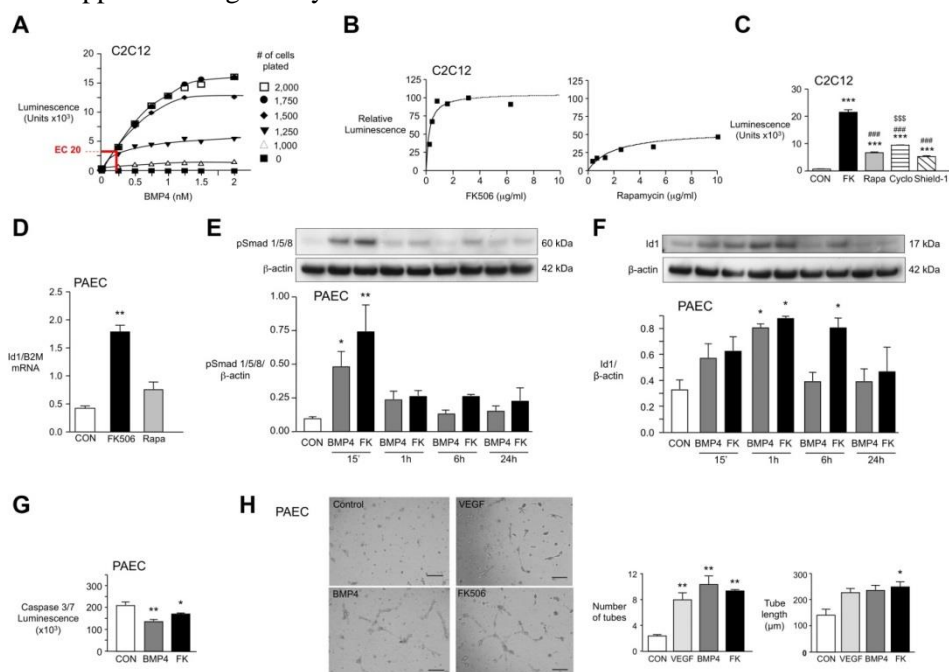 A
C2C12
# of cells
plated
Luminescence
(Units x10³)
20
15
10
5
0
EC 20
0 0.5 1 1.5 2
BMP4 (nM)
2,000
1,750
1,500
1,250
1,000
0
B
C2C12
Relative
Luminescence
100
80
60
40
20
0
0 2 4 6 8 10
FK506 (µg/ml)
100
80
60
40
20
0
0 2 4 6 8 10
Rapamycin (µg/ml)
C
C2C12
Luminescence
(Units x10³)
30
20
10
0
***
###
***
$$$
###
***
###
***
CON FK Rapa Cyclo Shield-1
D
PAEC
Id1/B2M
mRNA
2.0
1.5
1.0
0.5
0.0
**
CON FK506 Rapa
E
pSmad 1/5/8
60 kDa
β-actin
42 kDa
PAEC
pSmad 1/5/8/
β-actin
1.00
0.75
0.50
0.25
0.00
* **
CON BMP4 FK BMP4 FK BMP4 FK BMP4 FK
15' 1h 6h 24h
F
Id1
17 kDa
β-actin
42 kDa
PAEC
Id1/
β-actin
0.8
0.6
0.4
0.2
0
* * *
CON BMP4 FK BMP4 FK BMP4 FK BMP4 FK
15' 1h 6h 24h
G
PAEC
Caspase 3/7
Luminescence
(x10³)
300
200
100
0
** *
CON BMP4 FK
H
PAEC
Control
VEGF
BMP4
FK506
Number
of tubes
12
8
4
0
** ** **
CON VEGF BMP4 FK
Tube
length
(µm)
300
200
100
0
*
CON VEGF BMP4 FK